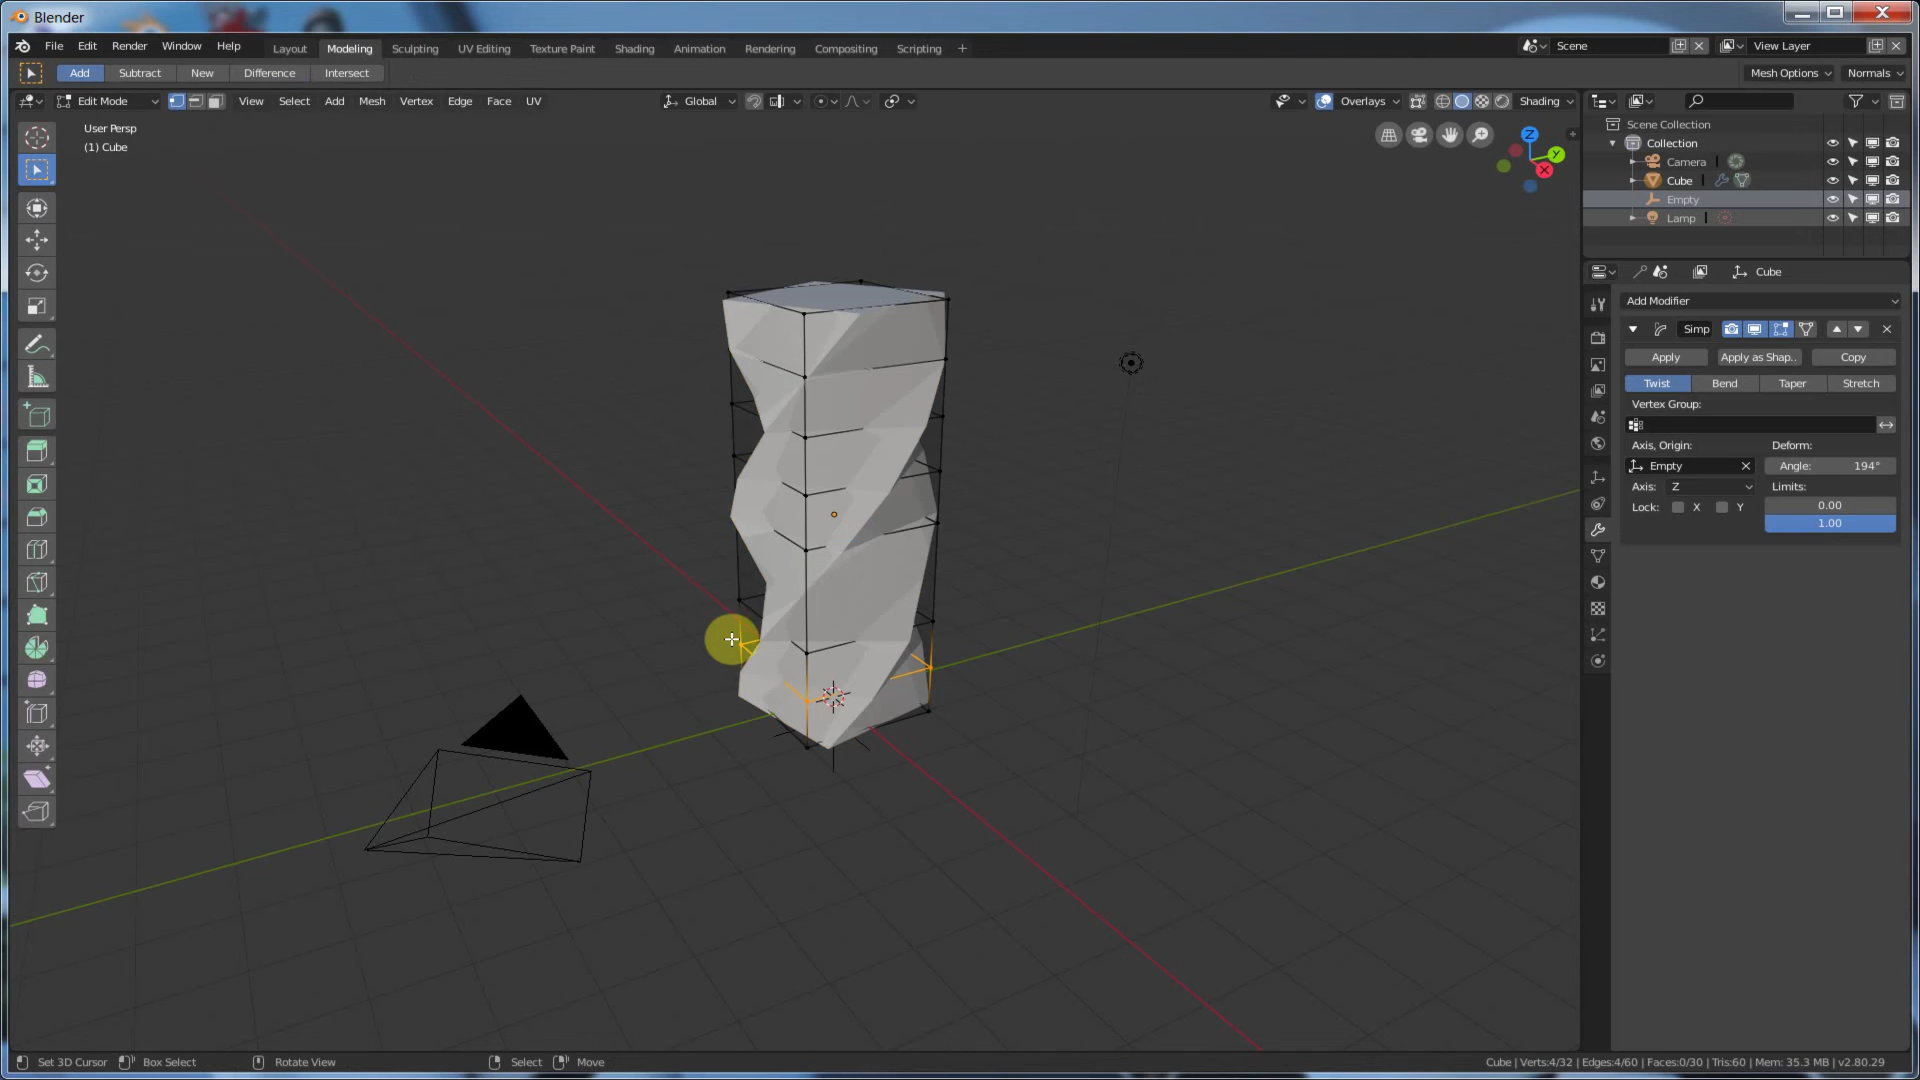 Blender
File Edit Render Window Help Layout Modeling Sculpting UV Editing Texture Paint Shading Animation Rendering Compositing Scripting + Scene View Layer
Add Subtract New Difference Intersect Mesh Options Normals
Edit Mode View Select Add Mesh Vertex Edge Face UV Global Overlays Shading
User Persp
(1) Cube
Z
Y
X
Scene Collection
Collection
Camera
Cube
Empty
Lamp
Cube
Add Modifier
Simp
Apply Apply as Shap.. Copy
Twist Bend Taper Stretch
Vertex Group:
Axis, Origin: Deform:
Empty Angle: 194°
Axis: Z Limits:
Lock: X Y 0.00
1.00
Set 3D Cursor Box Select Rotate View Select Move Cube | Verts:4/32 | Edges:4/60 | Faces:0/30 | Tris:60 | Mem: 35.3 MB | v2.80.29